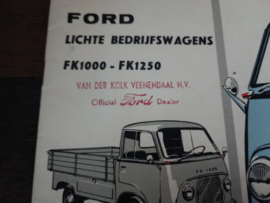 FORD
LICHTE BEDRIJFSWAGENS
FK1000 - FK1250
VAN DER KOLK VEENENDAAL N.V.
Official Ford Dealer